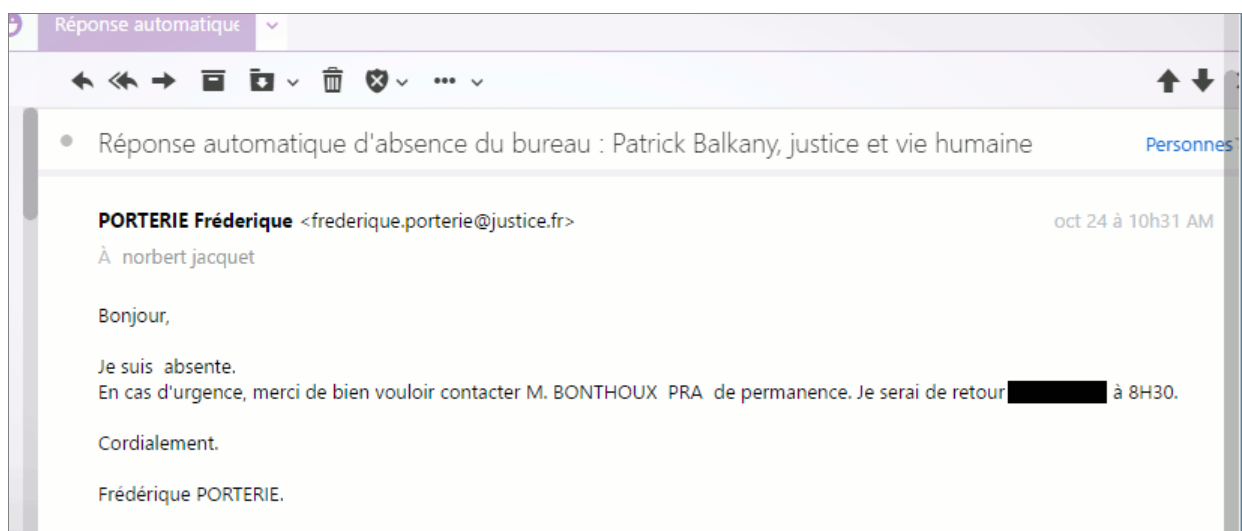 Réponse automatique
Réponse automatique d'absence du bureau : Patrick Balkany, justice et vie humaine
Personnes
PORTERIE Fréderique <frederique.porterie@justice.fr>
oct 24 à 10h31 AM
À norbert jacquet
Bonjour,
Je suis absente.
En cas d'urgence, merci de bien vouloir contacter M. BONTHOUX PRA de permanence. Je serai de retour à 8H30.
Cordialement.
Frédérique PORTERIE.